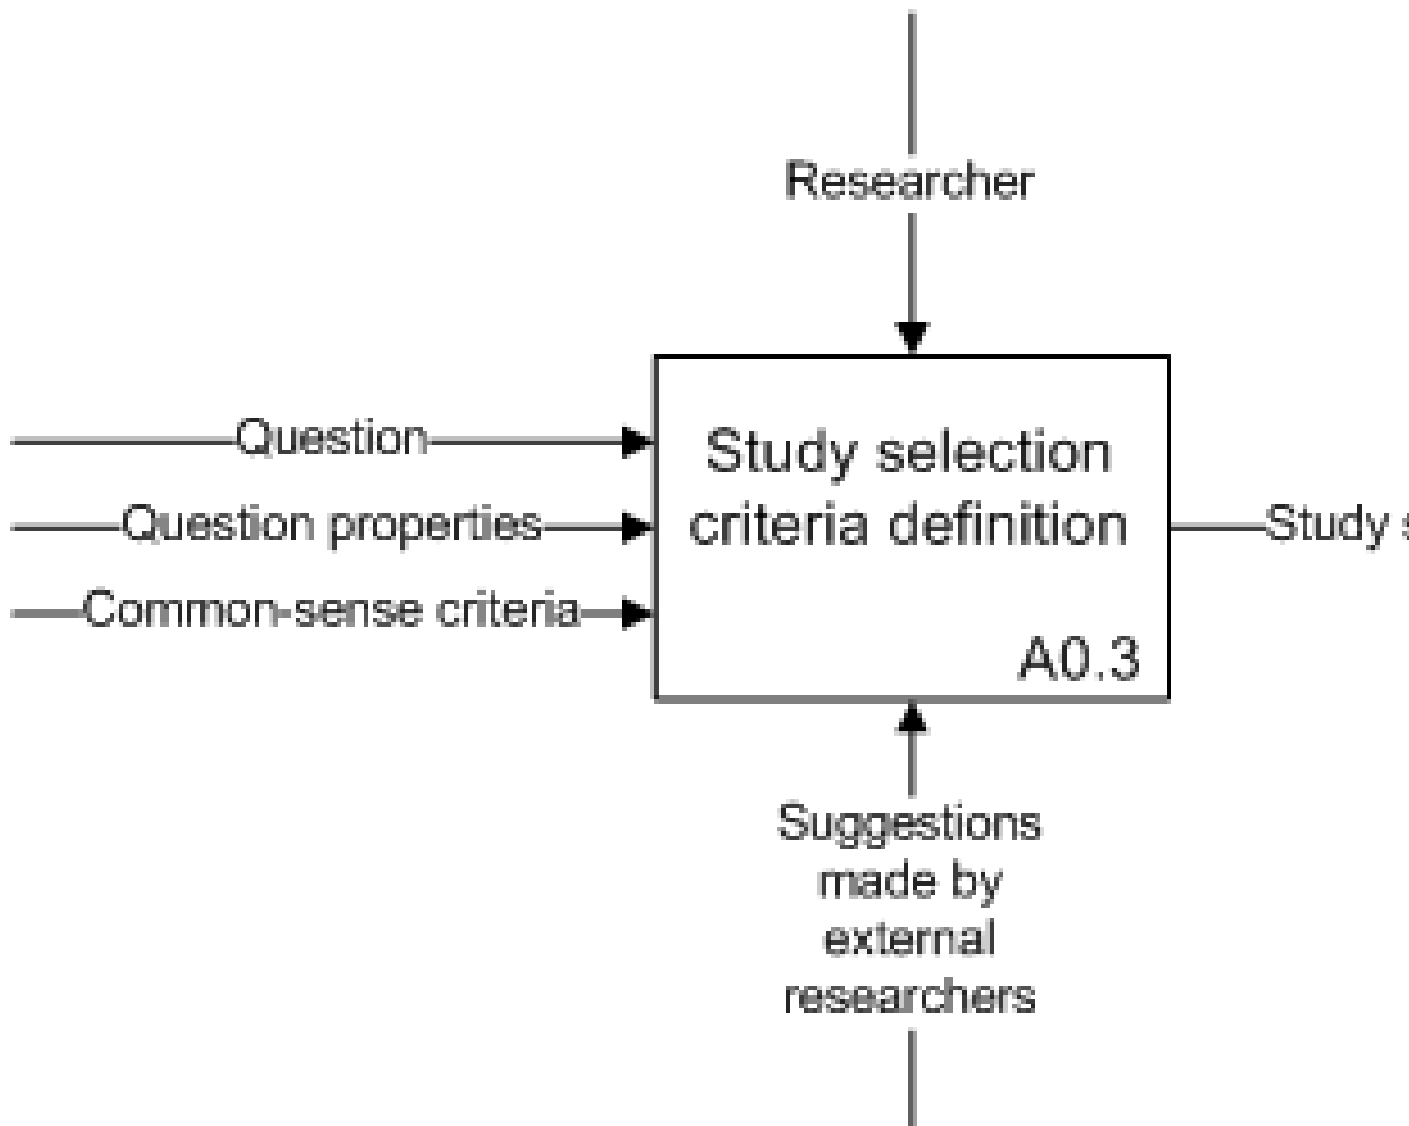 Researcher
Question
Study selection
criteria definition
Question properties
Study
Common-sense criteria
A0.3
Suggestions
made by
external
researchers